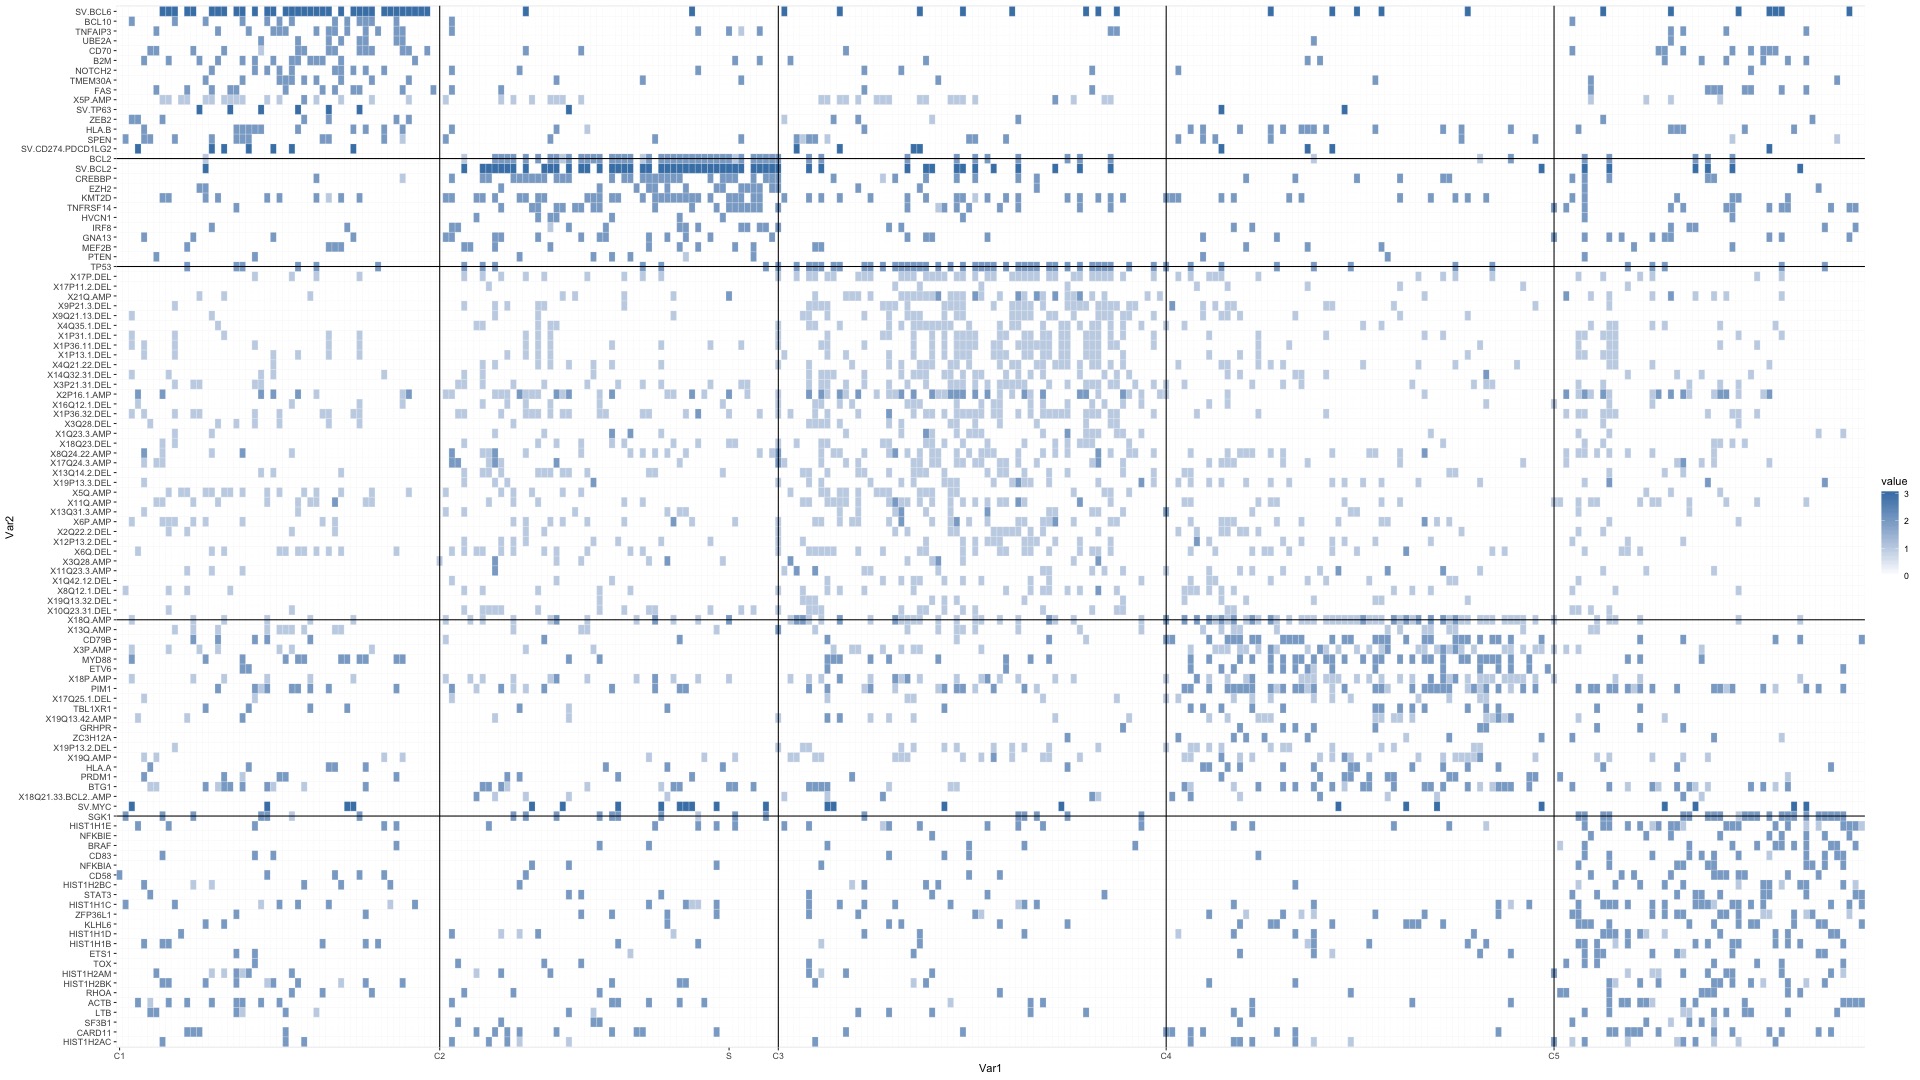 SV.BCL6
BCL10
TNFAIP3
UBE2A
CD70
B2M
NOTCH2
TMEM30A
FAS
X5P.AMP
SV.TP63
ZEB2
HLA.B
SPEN
SV.CD274.PDCD1LG2
BCL2
SV.BCL2
CREBBP
EZH2
KMT2D
TNFRSF14
HVCN1
IRF8
GNA13
MEF2B
PTEN
TP53
X17P.DEL
X17P11.2.DEL
X21Q.AMP
X9P21.3.DEL
X9Q21.13.DEL
X4Q35.1.DEL
X1P31.1.DEL
X1P36.11.DEL
X1P13.1.DEL
X4Q21.22.DEL
X14Q32.31.DEL
X3P21.31.DEL
X2P16.1.AMP
X16Q12.1.DEL
X1P36.32.DEL
X3Q28.DEL
X1Q23.3.AMP
X18Q23.DEL
X8Q24.22.AMP
X17Q24.3.AMP
X13Q14.2.DEL
X19P13.3.DEL
X5Q.AMP
X11Q.AMP
X13Q31.3.AMP
X6P.AMP
X2Q22.2.DEL
X12P13.2.DEL
X6Q.DEL
X3Q28.AMP
X11Q23.3.AMP
X1Q42.12.DEL
X8Q12.1.DEL
X19Q13.32.DEL
X10Q23.31.DEL
X18Q.AMP
X13Q.AMP
CD79B
X3P.AMP
MYD88
ETV6
X18P.AMP
PIM1
X17Q25.1.DEL
TBL1XR1
X19Q13.42.AMP
GRHPR
ZC3H12A
X19P13.2.DEL
X19Q.AMP
HLA.A
PRDM1
BTG1
X18Q21.33.BCL2..AMP
SV.MYC
SGK1
HIST1H1E
NFKBIE
BRAF
CD83
NFKBIA
CD58
HIST1H2BC
STAT3
HIST1H1C
ZFP36L1
KLHL6
HIST1H1D
HIST1H1B
ETS1
TOX
HIST1H2AM
HIST1H2BK
RHOA
ACTB
LTB
SF3B1
CARD11
HIST1H2AC
Var2
C1 C2 S C3 C4 C5
Var1
value
3
2
1
0